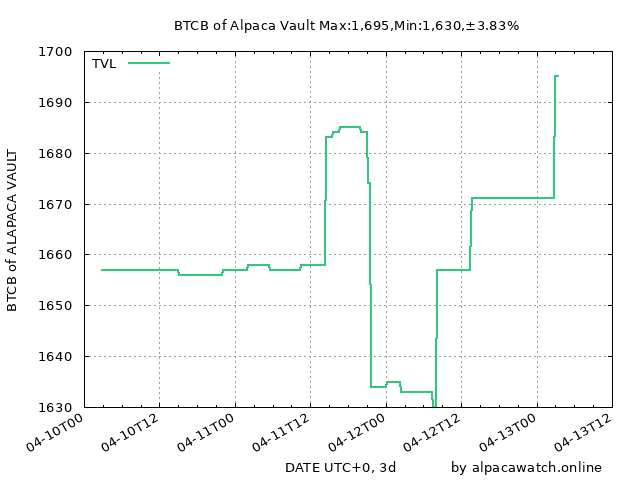 BTCB of Alpaca Vault Max:1,695,Min:1,630,±3.83%
TVL
BTCB of ALAPACA VAULT
1700
1690
1680
1670
1660
1650
1640
1630
04-10T00
04-10T12
04-11T00
04-11T12
04-12T00
04-12T12
04-13T00
04-13T12
DATE UTC+0, 3d
by alpacawatch.online